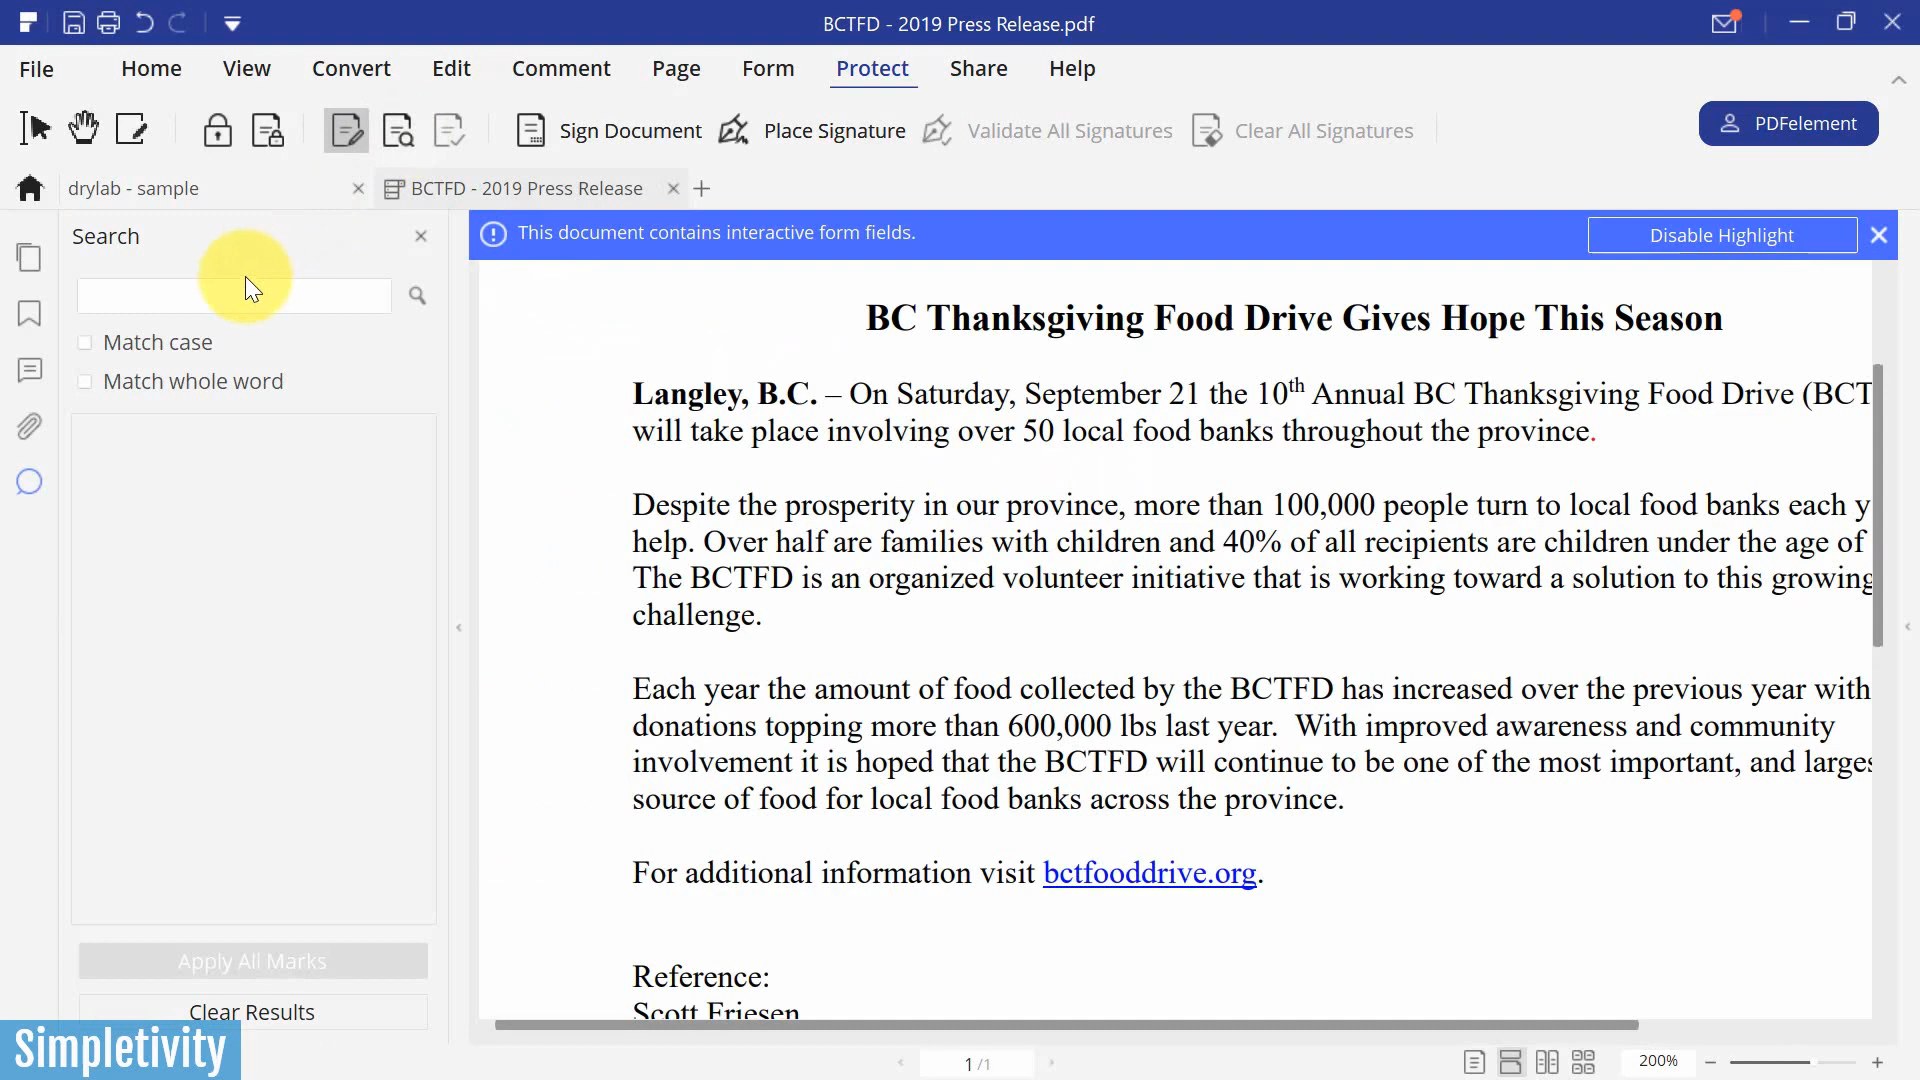 BCTFD - 2019 Press Release.pdf
File Home View Convert Edit Comment Page Form Protect Share Help
Sign Document Place Signature Validate All Signatures Clear All Signatures PDFelement
drylab - sample BCTFD - 2019 Press Release
Search
Match case
Match whole word
Apply All Marks
Clear Results
This document contains interactive form fields. Disable Highlight
BC Thanksgiving Food Drive Gives Hope This Season
Langley, B.C. – On Saturday, September 21 the 10th Annual BC Thanksgiving Food Drive (BCT
will take place involving over 50 local food banks throughout the province.
Despite the prosperity in our province, more than 100,000 people turn to local food banks each y
help. Over half are families with children and 40% of all recipients are children under the age of
The BCTFD is an organized volunteer initiative that is working toward a solution to this growing
challenge.
Each year the amount of food collected by the BCTFD has increased over the previous year with
donations topping more than 600,000 lbs last year.  With improved awareness and community
involvement it is hoped that the BCTFD will continue to be one of the most important, and larges
source of food for local food banks across the province.
For additional information visit bctfooddrive.org.
Reference:
Scott Friesen
Simpletivity
1 /1
200%